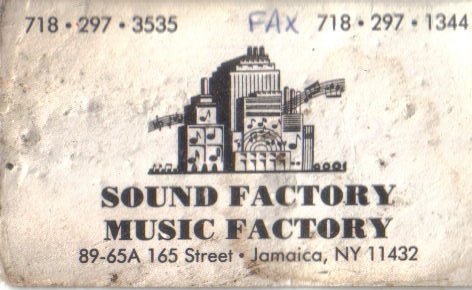 718 • 297 • 3535 FAX 718 • 297 • 1344
SOUND FACTORY
MUSIC FACTORY
89-65A 165 Street • Jamaica, NY 11432